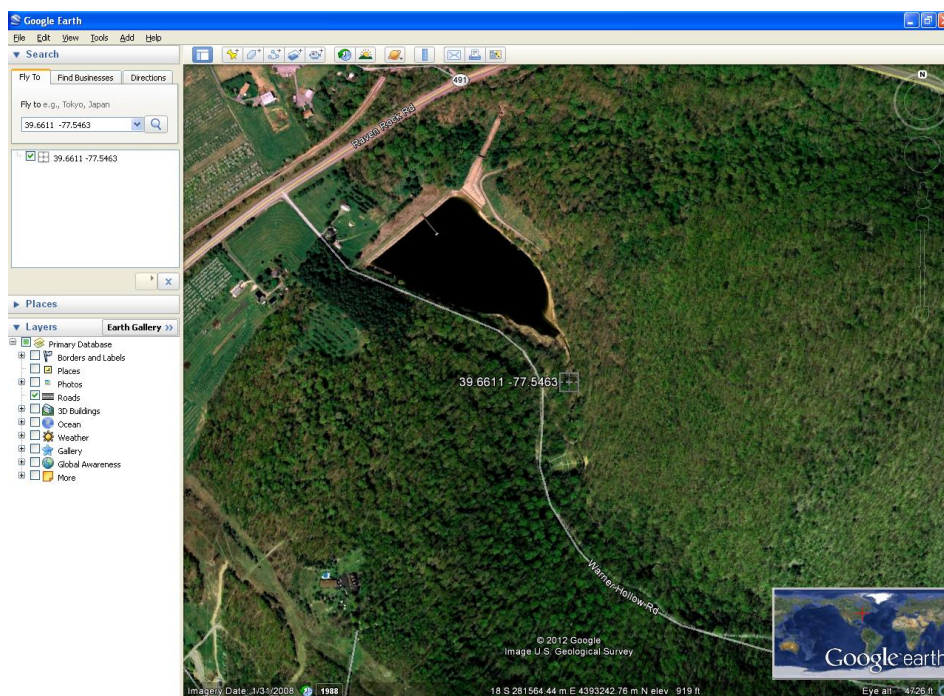 Google Earth
File Edit View Tools Add Help
Search
Fly To Find Businesses Directions
Fly to e.g., Tokyo, Japan
39.6611 -77.5463
39.6611 -77.5463
Places
Layers Earth Gallery >>
Primary Database
Borders and Labels
Places
Photos
Roads
3D Buildings
Ocean
Weather
Gallery
Global Awareness
More
491
N
Raven Rock Rd
39.6611 -77.5463
Warner Hollow Rd
© 2012 Google
Image U.S. Geological Survey
Google earth
Imagery Date: 1/31/2008 1988 18 S 281564.44 m E 4393242.76 m N elev 919 ft Eye alt 4726 ft